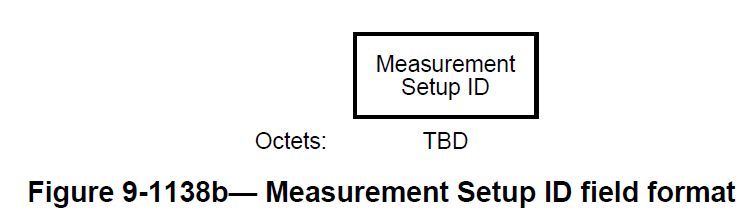 Measurement
Setup ID
Octets: TBD
Figure 9-1138b— Measurement Setup ID field format